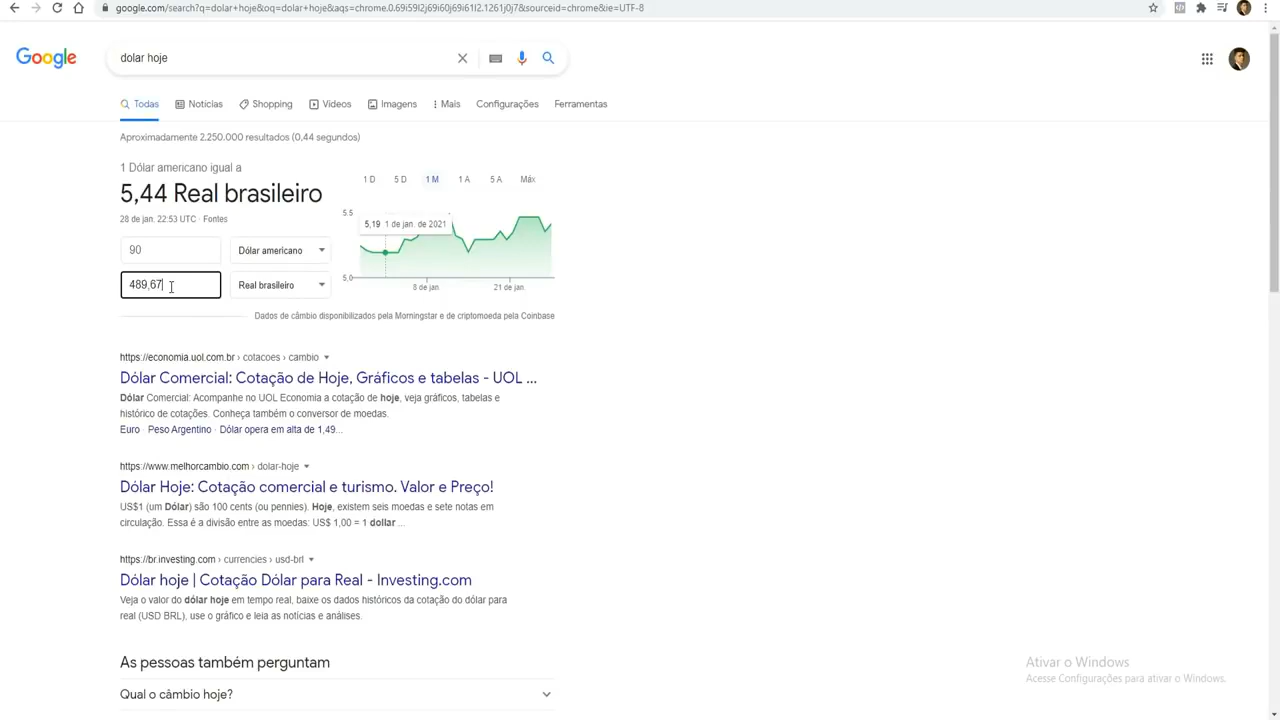 google.com/search?q=dolar+hoje&oq=dolar+hoje&aqs=chrome.0.69i59l2j69i60j69i61l2.1261j0j7&sourceid=chrome&ie=UTF-8
Google
dolar hoje
Todas Notícias Shopping Vídeos Imagens Mais Configurações Ferramentas
Aproximadamente 2.250.000 resultados (0,44 segundos)
1 Dólar americano igual a
5,44 Real brasileiro
28 de jan. 22:53 UTC · Fontes
90 Dólar americano
489,67 Real brasileiro
1 D 5 D 1 M 1 A 5 A Máx
5.5
5,19 1 de jan. de 2021
5,0
8 de jan 21 de jan
Dados de câmbio disponibilizados pela Morningstar e de criptomoeda pela Coinbase
https://economia.uol.com.br › cotacoes › cambio
Dólar Comercial: Cotação de Hoje, Gráficos e tabelas - UOL ...
Dólar Comercial: Acompanhe no UOL Economia a cotação de hoje, veja gráficos, tabelas e
histórico de cotações. Conheça também o conversor de moedas.
Euro · Peso Argentino · Dólar opera em alta de 1,49...
https://www.melhorcambio.com › dolar-hoje
Dólar Hoje: Cotação comercial e turismo. Valor e Preço!
US$1 (um Dólar) são 100 cents (ou pennies). Hoje, existem seis moedas e sete notas em
circulação. Essa é a divisão entre as moedas: US$ 1,00 = 1 dollar ...
https://br.investing.com › currencies › usd-brl
Dólar hoje | Cotação Dólar para Real - Investing.com
Veja o valor do dólar hoje em tempo real, baixe os dados históricos da cotação do dólar para
real (USD BRL), use o gráfico e leia as notícias e análises.
As pessoas também perguntam
Qual o câmbio hoje?
Ativar o Windows
Acesse Configurações para ativar o Windows.